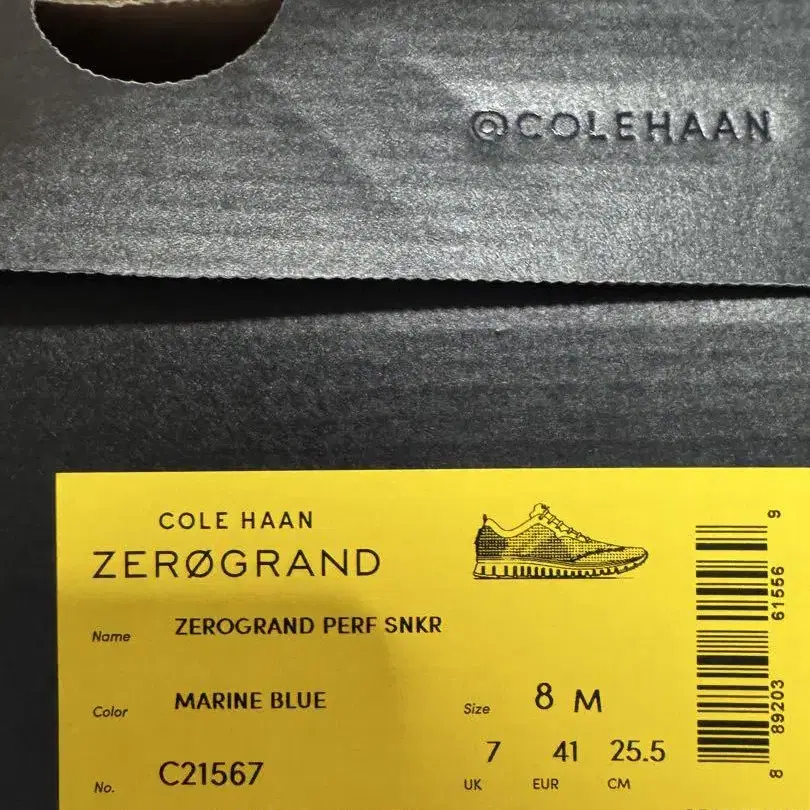 @COLEHAAN
COLE HAAN
ZERØGRAND
Name ZEROGRAND PERF SNKR
Color MARINE BLUE
Size 8 M
7 41 25.5
UK EUR CM
No. C21567
8 89203 61556 9